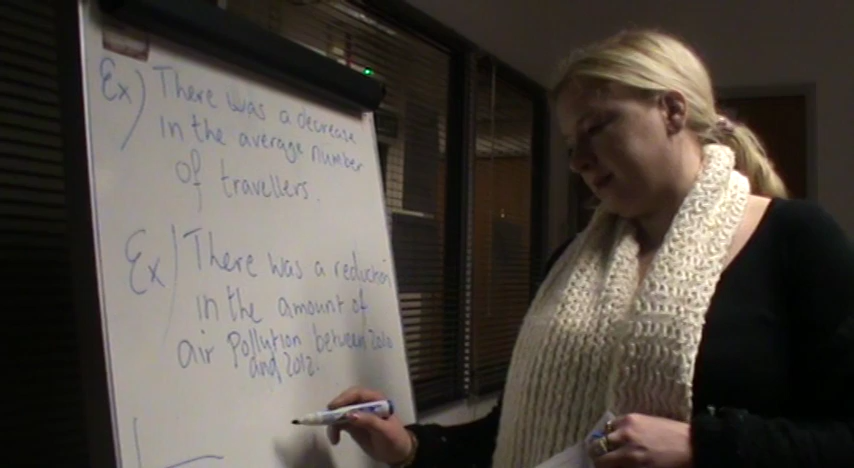 Ex) There was a decrease
in the average number
of travellers.
Ex) There was a reduction
in the amount of
air Pollution between 2010
and 2012.